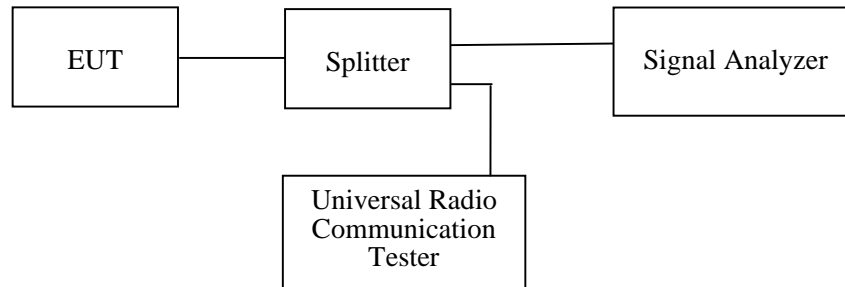 EUT
Splitter
Signal Analyzer
Universal Radio
Communication
Tester